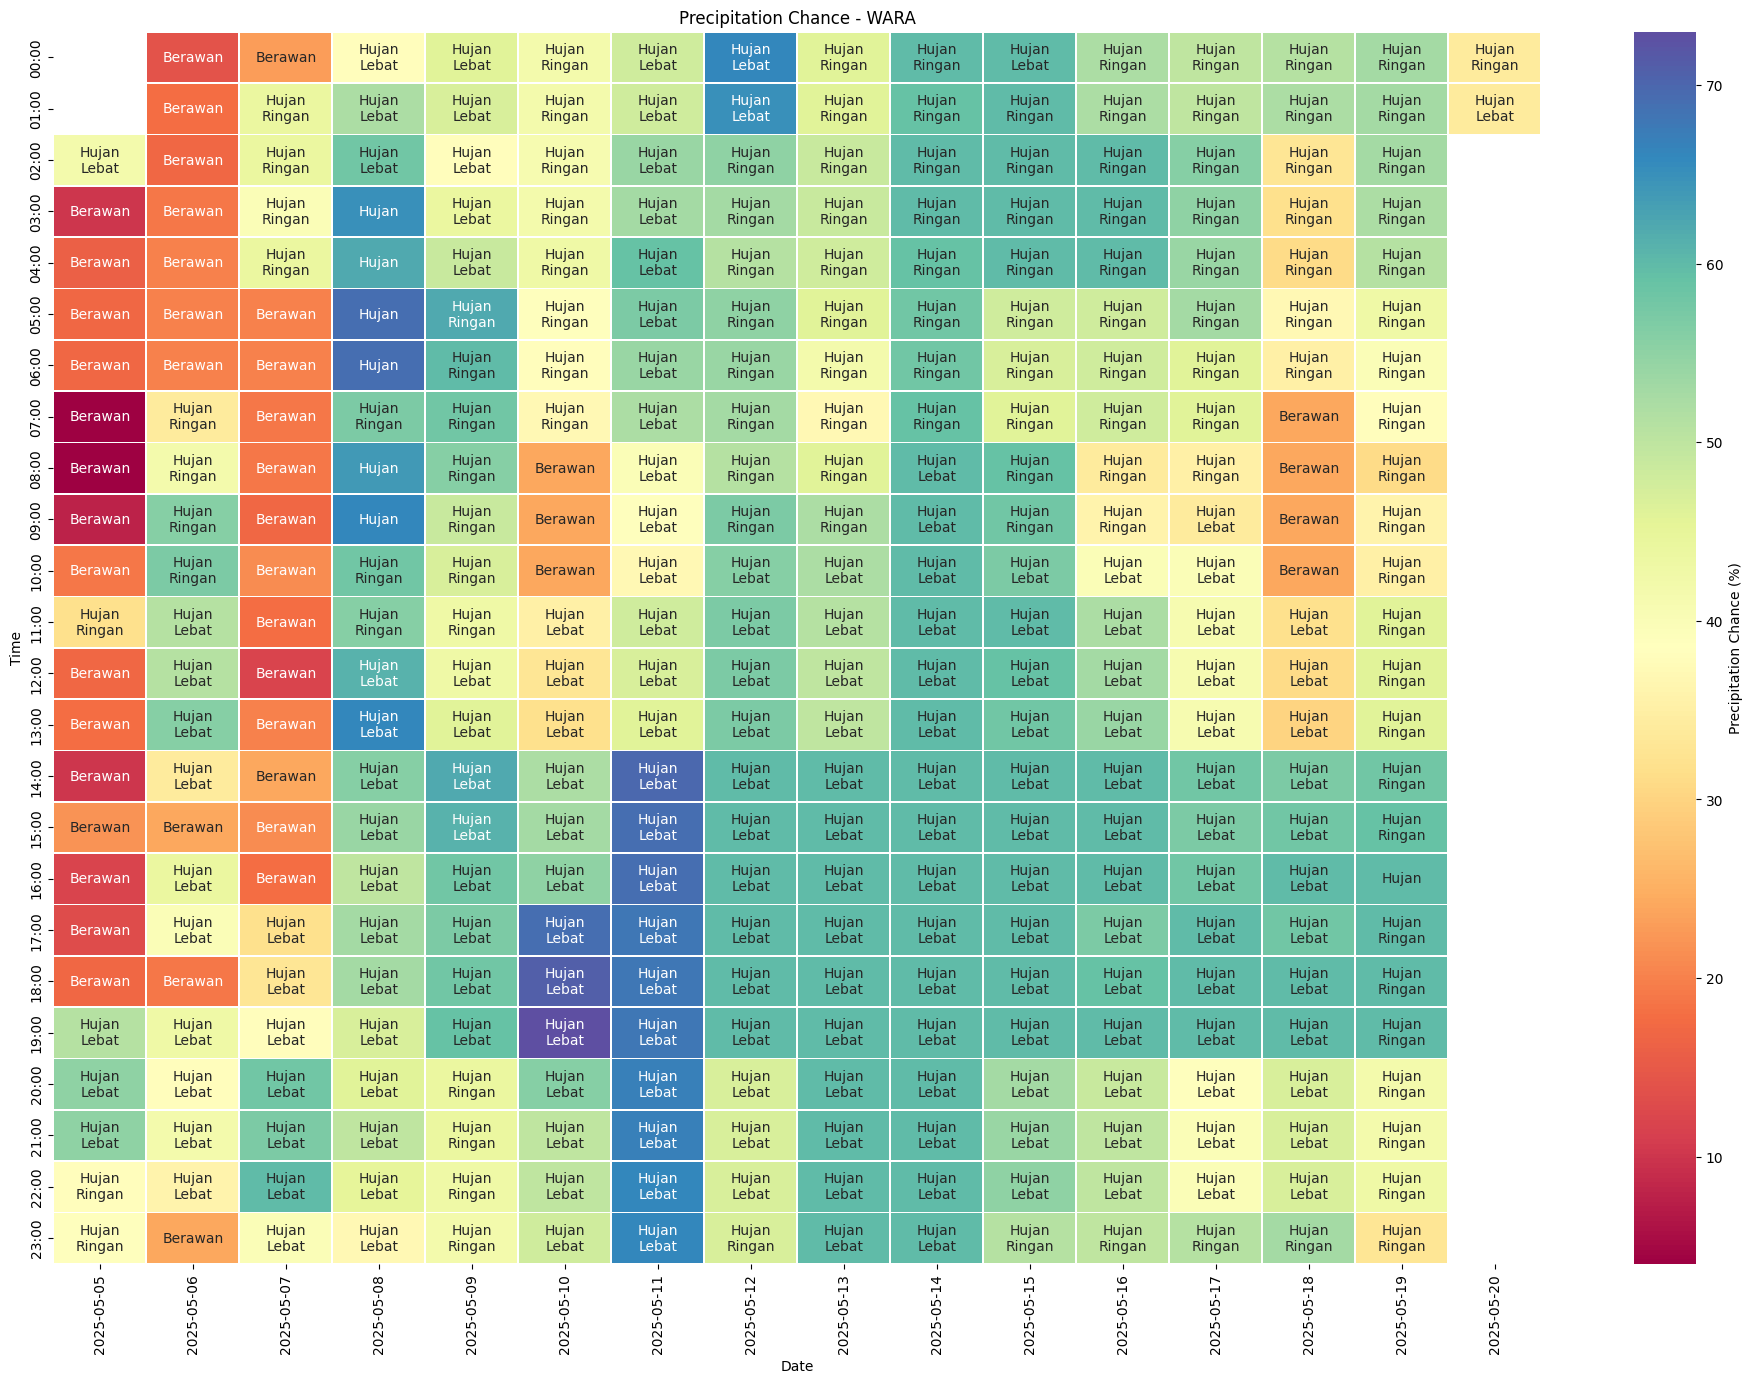 Precipitation Chance - WARA
00:00 Berawan Berawan Hujan Lebat Hujan Lebat Hujan Ringan Hujan Lebat Hujan Lebat Hujan Ringan Hujan Ringan Hujan Lebat Hujan Ringan Hujan Ringan Hujan Ringan Hujan Ringan Hujan Ringan
01:00 Berawan Hujan Ringan Hujan Lebat Hujan Lebat Hujan Ringan Hujan Lebat Hujan Lebat Hujan Ringan Hujan Ringan Hujan Ringan Hujan Ringan Hujan Ringan Hujan Ringan Hujan Ringan Hujan Lebat
02:00 Hujan Lebat Berawan Hujan Ringan Hujan Lebat Hujan Lebat Hujan Ringan Hujan Lebat Hujan Ringan Hujan Ringan Hujan Ringan Hujan Ringan Hujan Ringan Hujan Ringan Hujan Ringan Hujan Ringan
03:00 Berawan Berawan Hujan Ringan Hujan Hujan Lebat Hujan Ringan Hujan Lebat Hujan Ringan Hujan Ringan Hujan Ringan Hujan Ringan Hujan Ringan Hujan Ringan Hujan Ringan Hujan Ringan
04:00 Berawan Berawan Hujan Ringan Hujan Hujan Lebat Hujan Ringan Hujan Lebat Hujan Ringan Hujan Ringan Hujan Ringan Hujan Ringan Hujan Ringan Hujan Ringan Hujan Ringan Hujan Ringan
05:00 Berawan Berawan Berawan Hujan Hujan Ringan Hujan Ringan Hujan Lebat Hujan Ringan Hujan Ringan Hujan Ringan Hujan Ringan Hujan Ringan Hujan Ringan Hujan Ringan Hujan Ringan
06:00 Berawan Berawan Berawan Hujan Hujan Ringan Hujan Ringan Hujan Lebat Hujan Ringan Hujan Ringan Hujan Ringan Hujan Ringan Hujan Ringan Hujan Ringan Hujan Ringan Hujan Ringan
07:00 Berawan Hujan Ringan Berawan Hujan Ringan Hujan Ringan Hujan Ringan Hujan Lebat Hujan Ringan Hujan Ringan Hujan Ringan Hujan Ringan Hujan Ringan Hujan Ringan Berawan Hujan Ringan
08:00 Berawan Hujan Ringan Berawan Hujan Hujan Ringan Berawan Hujan Lebat Hujan Ringan Hujan Ringan Hujan Lebat Hujan Ringan Hujan Ringan Hujan Ringan Berawan Hujan Ringan
09:00 Berawan Hujan Ringan Berawan Hujan Hujan Ringan Berawan Hujan Lebat Hujan Ringan Hujan Ringan Hujan Lebat Hujan Ringan Hujan Ringan Hujan Lebat Berawan Hujan Ringan
10:00 Berawan Hujan Ringan Berawan Hujan Ringan Hujan Ringan Berawan Hujan Lebat Hujan Lebat Hujan Lebat Hujan Lebat Hujan Lebat Hujan Lebat Hujan Lebat Berawan Hujan Ringan
11:00 Hujan Ringan Hujan Lebat Berawan Hujan Ringan Hujan Ringan Hujan Lebat Hujan Lebat Hujan Lebat Hujan Lebat Hujan Lebat Hujan Lebat Hujan Lebat Hujan Lebat Hujan Lebat Hujan Ringan
12:00 Berawan Hujan Lebat Berawan Hujan Lebat Hujan Lebat Hujan Lebat Hujan Lebat Hujan Lebat Hujan Lebat Hujan Lebat Hujan Lebat Hujan Lebat Hujan Lebat Hujan Lebat Hujan Ringan
13:00 Berawan Hujan Lebat Berawan Hujan Lebat Hujan Lebat Hujan Lebat Hujan Lebat Hujan Lebat Hujan Lebat Hujan Lebat Hujan Lebat Hujan Lebat Hujan Lebat Hujan Lebat Hujan Ringan
14:00 Berawan Hujan Lebat Berawan Hujan Lebat Hujan Lebat Hujan Lebat Hujan Lebat Hujan Lebat Hujan Lebat Hujan Lebat Hujan Lebat Hujan Lebat Hujan Lebat Hujan Lebat Hujan Ringan
15:00 Berawan Berawan Berawan Hujan Lebat Hujan Lebat Hujan Lebat Hujan Lebat Hujan Lebat Hujan Lebat Hujan Lebat Hujan Lebat Hujan Lebat Hujan Lebat Hujan Lebat Hujan Ringan
16:00 Berawan Hujan Lebat Berawan Hujan Lebat Hujan Lebat Hujan Lebat Hujan Lebat Hujan Lebat Hujan Lebat Hujan Lebat Hujan Lebat Hujan Lebat Hujan Lebat Hujan Lebat Hujan
17:00 Berawan Hujan Lebat Hujan Lebat Hujan Lebat Hujan Lebat Hujan Lebat Hujan Lebat Hujan Lebat Hujan Lebat Hujan Lebat Hujan Lebat Hujan Lebat Hujan Lebat Hujan Lebat Hujan Ringan
18:00 Berawan Berawan Hujan Lebat Hujan Lebat Hujan Lebat Hujan Lebat Hujan Lebat Hujan Lebat Hujan Lebat Hujan Lebat Hujan Lebat Hujan Lebat Hujan Lebat Hujan Lebat Hujan Ringan
19:00 Hujan Lebat Hujan Lebat Hujan Lebat Hujan Lebat Hujan Lebat Hujan Lebat Hujan Lebat Hujan Lebat Hujan Lebat Hujan Lebat Hujan Lebat Hujan Lebat Hujan Lebat Hujan Lebat Hujan Ringan
20:00 Hujan Lebat Hujan Lebat Hujan Lebat Hujan Lebat Hujan Ringan Hujan Lebat Hujan Lebat Hujan Lebat Hujan Lebat Hujan Lebat Hujan Lebat Hujan Lebat Hujan Lebat Hujan Lebat Hujan Ringan
21:00 Hujan Lebat Hujan Lebat Hujan Lebat Hujan Lebat Hujan Ringan Hujan Lebat Hujan Lebat Hujan Lebat Hujan Lebat Hujan Lebat Hujan Lebat Hujan Lebat Hujan Lebat Hujan Lebat Hujan Ringan
22:00 Hujan Ringan Hujan Lebat Hujan Lebat Hujan Lebat Hujan Ringan Hujan Lebat Hujan Lebat Hujan Lebat Hujan Lebat Hujan Lebat Hujan Lebat Hujan Lebat Hujan Lebat Hujan Lebat Hujan Ringan
23:00 Hujan Ringan Berawan Hujan Lebat Hujan Lebat Hujan Ringan Hujan Lebat Hujan Lebat Hujan Ringan Hujan Lebat Hujan Lebat Hujan Ringan Hujan Ringan Hujan Ringan Hujan Ringan Hujan Ringan
Time
2025-05-05 2025-05-06 2025-05-07 2025-05-08 2025-05-09 2025-05-10 2025-05-11 2025-05-12 2025-05-13 2025-05-14 2025-05-15 2025-05-16 2025-05-17 2025-05-18 2025-05-19 2025-05-20
Date
70
60
50
40
30
20
10
Precipitation Chance (%)